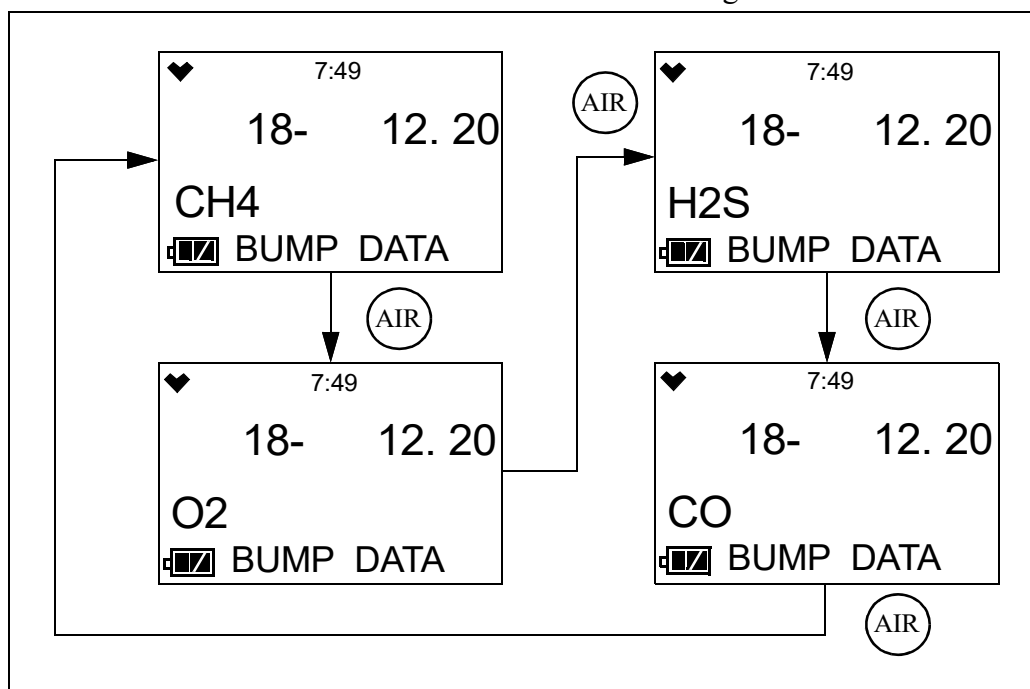 7:49
18- 12. 20
CH4
BUMP DATA
AIR
7:49
18- 12. 20
O2
BUMP DATA
AIR
7:49
18- 12. 20
H2S
BUMP DATA
AIR
7:49
18- 12. 20
CO
BUMP DATA
AIR